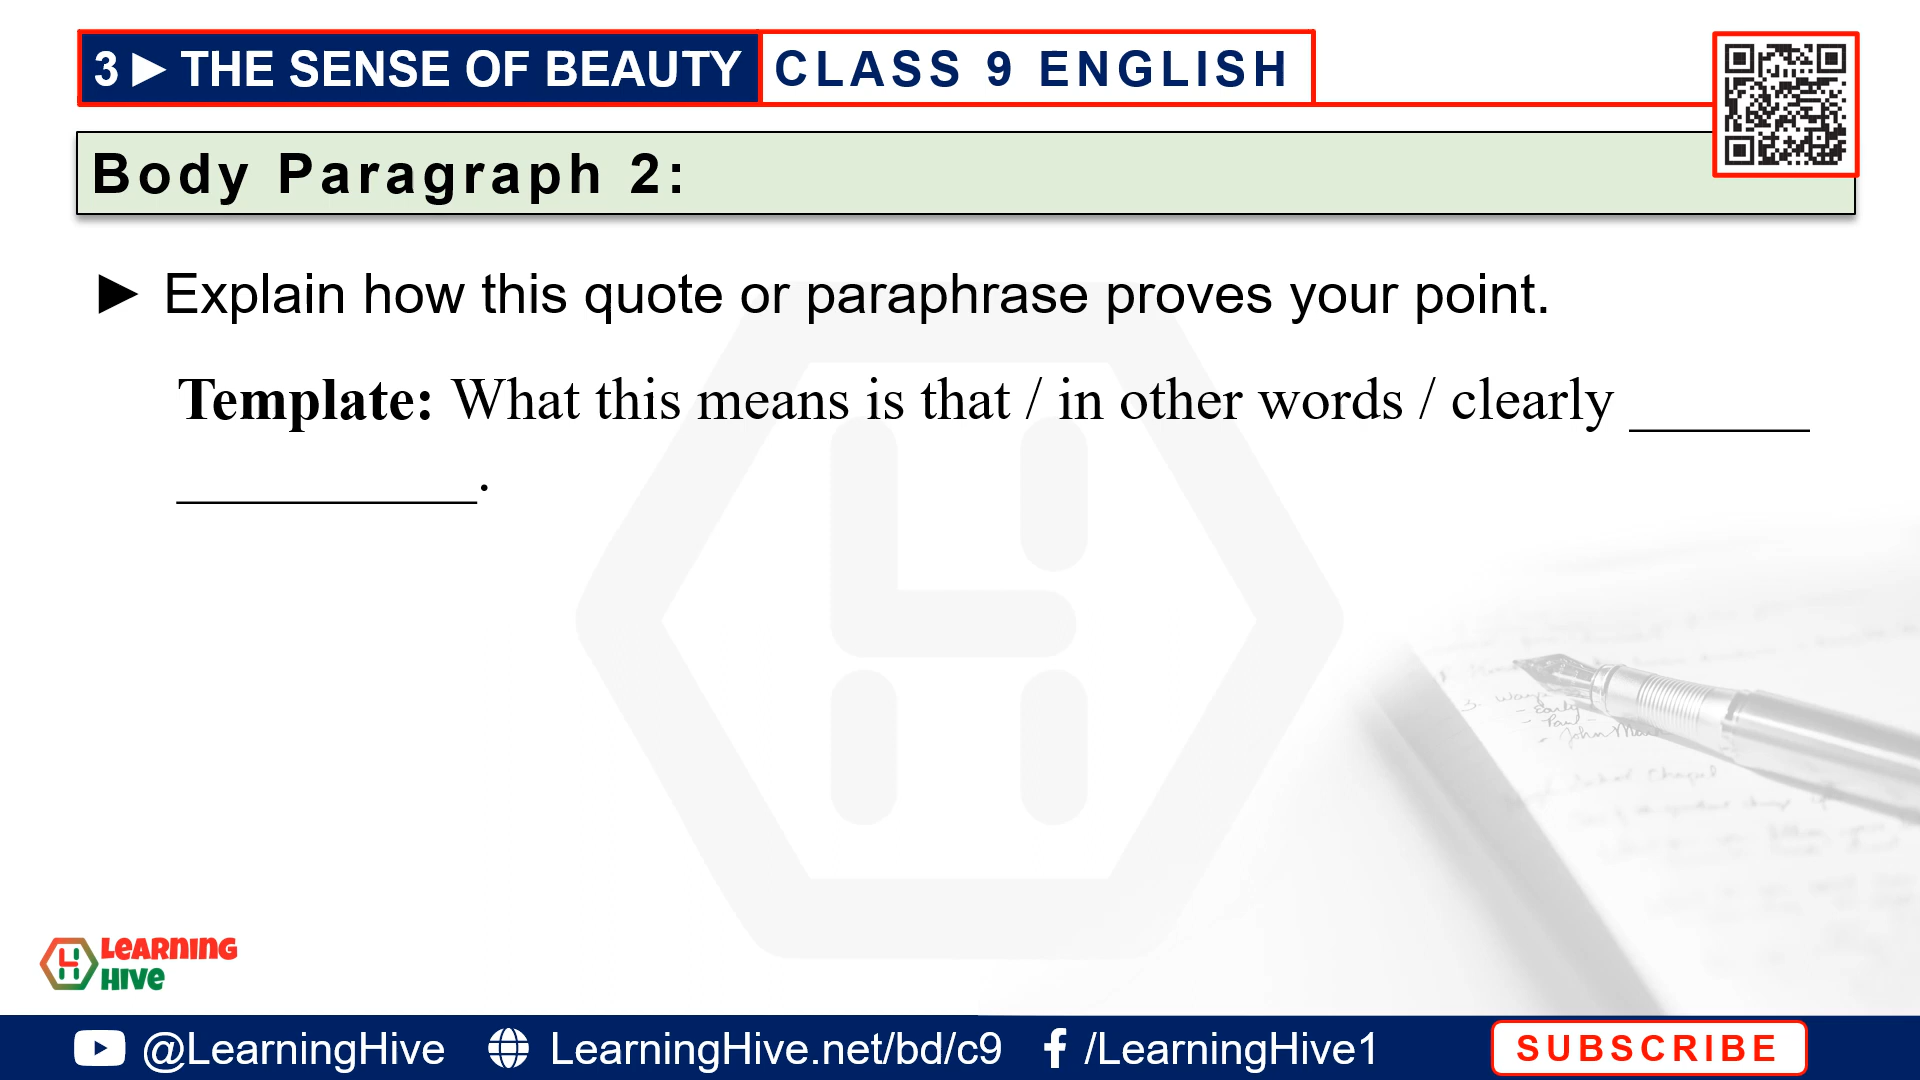 3 ► THE SENSE OF BEAUTY CLASS 9 ENGLISH
Body Paragraph 2:
► Explain how this quote or paraphrase proves your point.
Template: What this means is that / in other words / clearly ______
__________.
LEARNING
HIVE
@LearningHive LearningHive.net/bd/c9 /LearningHive1 SUBSCRIBE